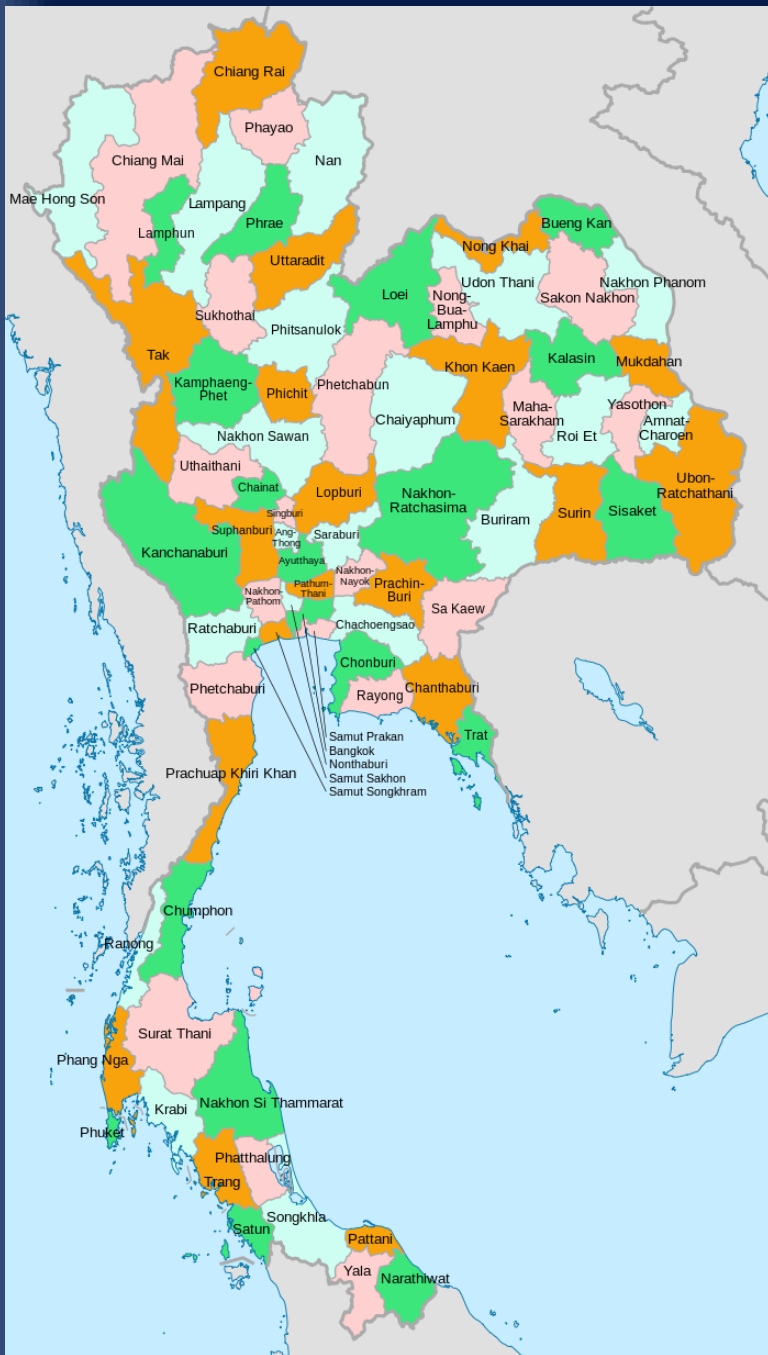 Chiang Rai
Phayao
Nan
Chiang Mai
Mae Hong Son
Lampang
Lamphun
Phrae
Uttaradit
Bueng Kan
Nong Khai
Udon Thani
Nakhon Phanom
Sakon Nakhon
Loei
Nong-
Bua-
Lamphu
Sukhothai
Phitsanulok
Tak
Kamphaeng-
Phet
Phichit
Phetchabun
Khon Kaen
Kalasin
Mukdahan
Chaiyaphum
Maha-
Sarakham
Roi Et
Yasothon
Amnat-
Charoen
Nakhon Sawan
Uthaithani
Chainat
Lopburi
Nakhon-
Ratchasima
Ubon-
Ratchathani
Buriram
Surin
Sisaket
Singburi
Suphanburi
Ang-
Thong
Saraburi
Kanchanaburi
Ayutthaya
Nakhon-
Nayok
Pathum-
Thani
Prachin-
Buri
Nakhon-
Pathom
Sa Kaew
Ratchaburi
Chachoengsao
Chonburi
Phetchaburi
Rayong
Chanthaburi
Trat
Samut Prakan
Bangkok
Nonthaburi
Samut Sakhon
Samut Songkhram
Prachuap Khiri Khan
Chumphon
Ranong
Surat Thani
Phang Nga
Krabi
Nakhon Si Thammarat
Phuket
Phatthalung
Trang
Songkhla
Satun
Pattani
Yala
Narathiwat